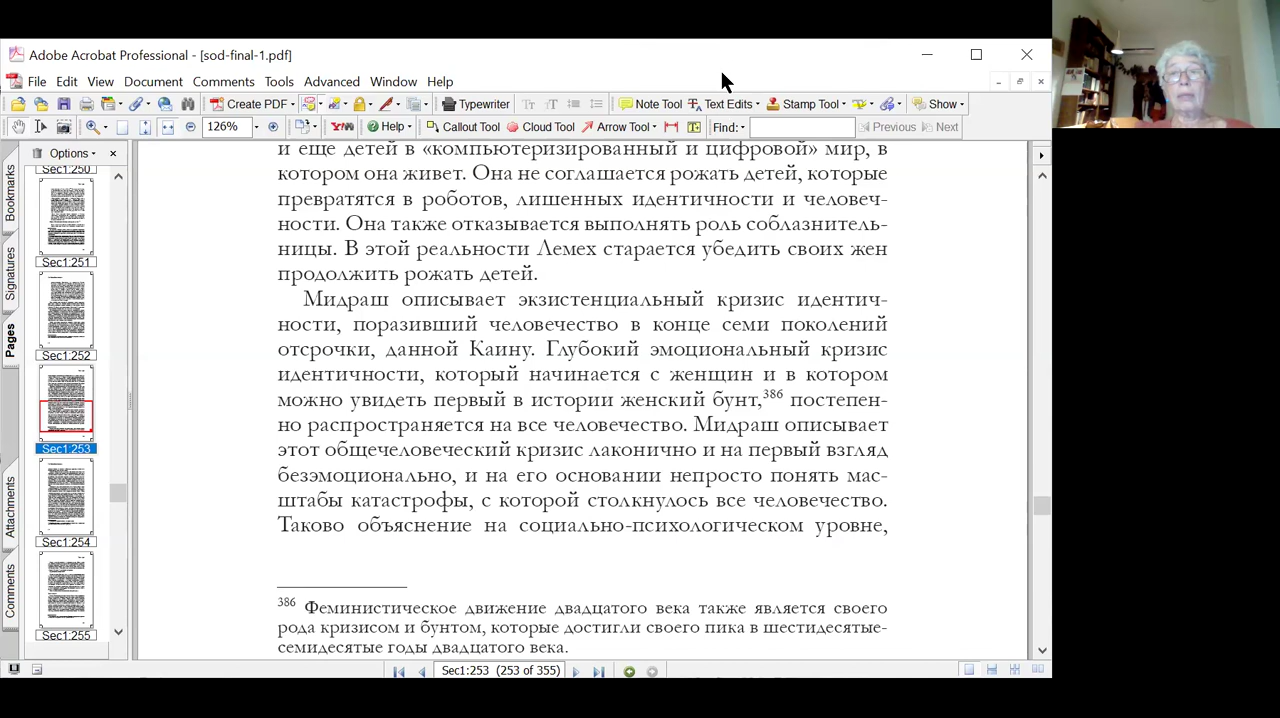 Adobe Acrobat Professional - [sod-final-1.pdf]
File Edit View Document Comments Tools Advanced Window Help
Create PDF Typewriter Note Tool Text Edits Stamp Tool Show
126% Help Callout Tool Cloud Tool Arrow Tool Find: Previous Next
Options
Bookmarks
Signatures
Pages
Attachments
Comments
Sec1:250
Sec1:251
Sec1:252
Sec1:253
Sec1:254
Sec1:255
и еще детей в «компьютеризированный и цифровой» мир, в
котором она живет. Она не соглашается рожать детей, которые
превратятся в роботов, лишенных идентичности и человеч-
ности. Она также отказывается выполнять роль соблазнитель-
ницы. В этой реальности Лемех старается убедить своих жен
продолжить рожать детей.
Мидраш описывает экзистенциальный кризис идентич-
ности, поразивший человечество в конце семи поколений
отсрочки, данной Каину. Глубокий эмоциональный кризис
идентичности, который начинается с женщин и в котором
можно увидеть первый в истории женский бунт,386 постепен-
но распространяется на все человечество. Мидраш описывает
этот общечеловеческий кризис лаконично и на первый взгляд
безэмоционально, и на его основании непросто понять мас-
штабы катастрофы, с которой столкнулось все человечество.
Таково объяснение на социально-психологическом уровне,
386 Феминистическое движение двадцатого века также является своего
рода кризисом и бунтом, которые достигли своего пика в шестидесятые-
семидесятые годы двадцатого века.
Sec1:253 (253 of 355)